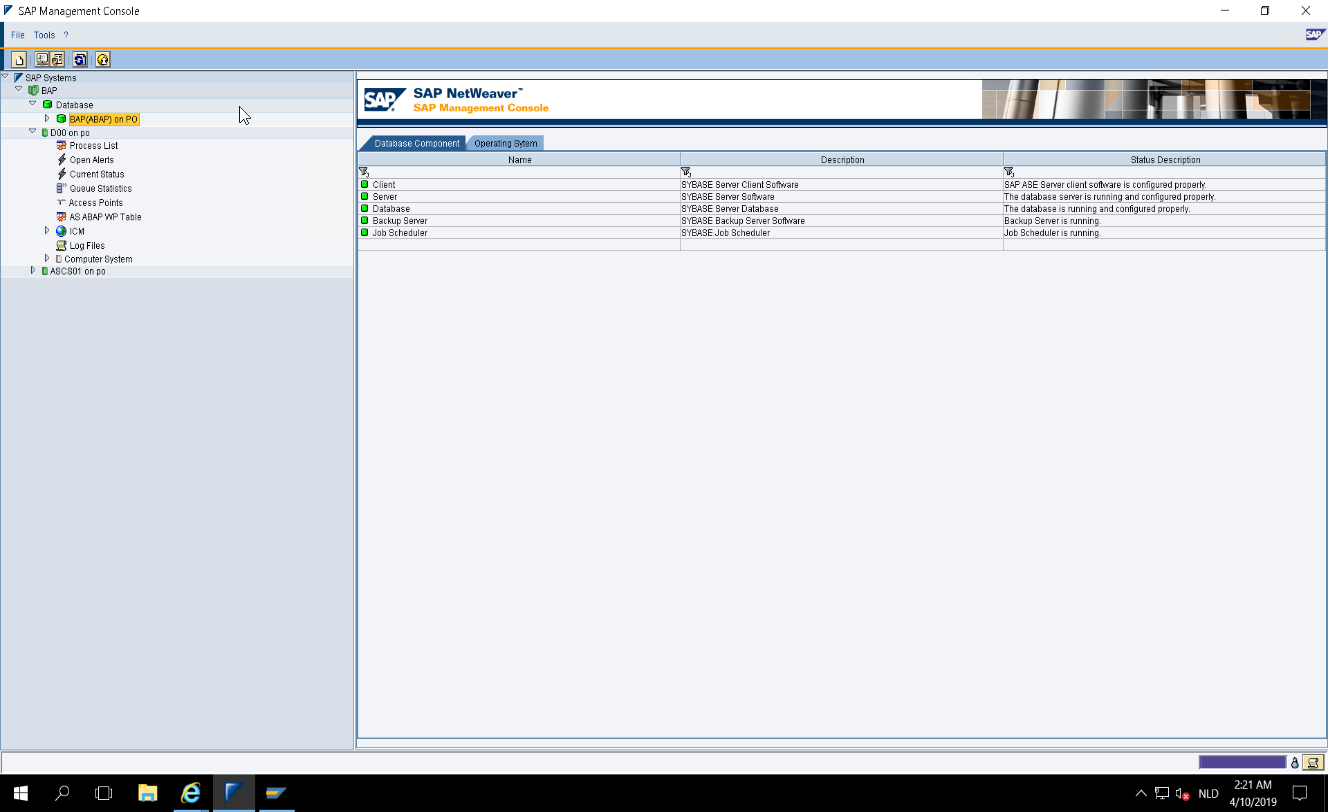 SAP Management Console
File Tools ?
SAP
SAP Systems
BAP
Database
BAP(ABAP) on PO
D00 on po
Process List
Open Alerts
Current Status
Queue Statistics
Access Points
AS ABAP WP Table
ICM
Log Files
Computer System
ASCS01 on po
SAP
SAP NetWeaver™
SAP Management Console
Database Component Operating Sytem
Name Description Status Description
Client SYBASE Server Client Software SAP ASE Server client software is configured properly.
Server SYBASE Server Software The database server is running and configured properly.
Database SYBASE Server Database The database is running and configured properly.
Backup Server SYBASE Backup Server Software Backup Server is running.
Job Scheduler SYBASE Job Scheduler Job Scheduler is running.
NLD
2:21 AM
4/10/2019